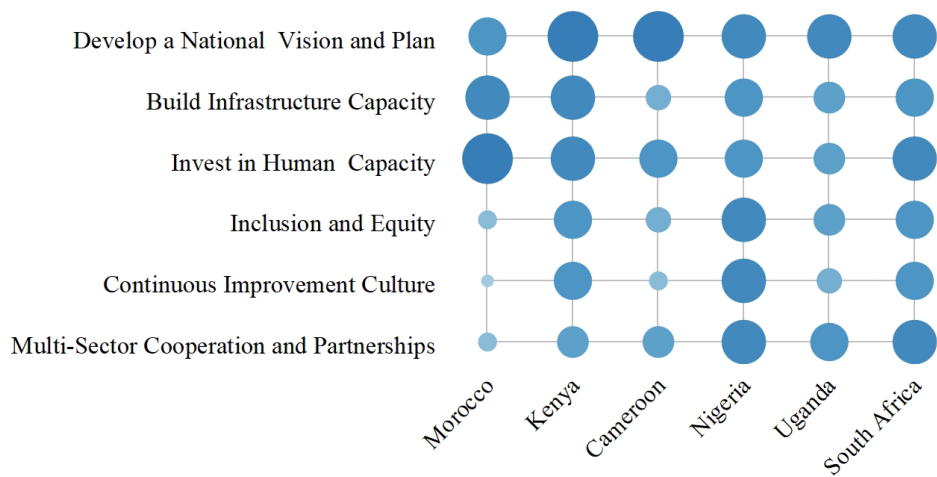 Develop a National  Vision and Plan
Build Infrastructure Capacity
Invest in Human  Capacity
Inclusion and Equity
Continuous Improvement Culture
Multi-Sector Cooperation and Partnerships
Morocco
Kenya
Cameroon
Nigeria
Uganda
South Africa